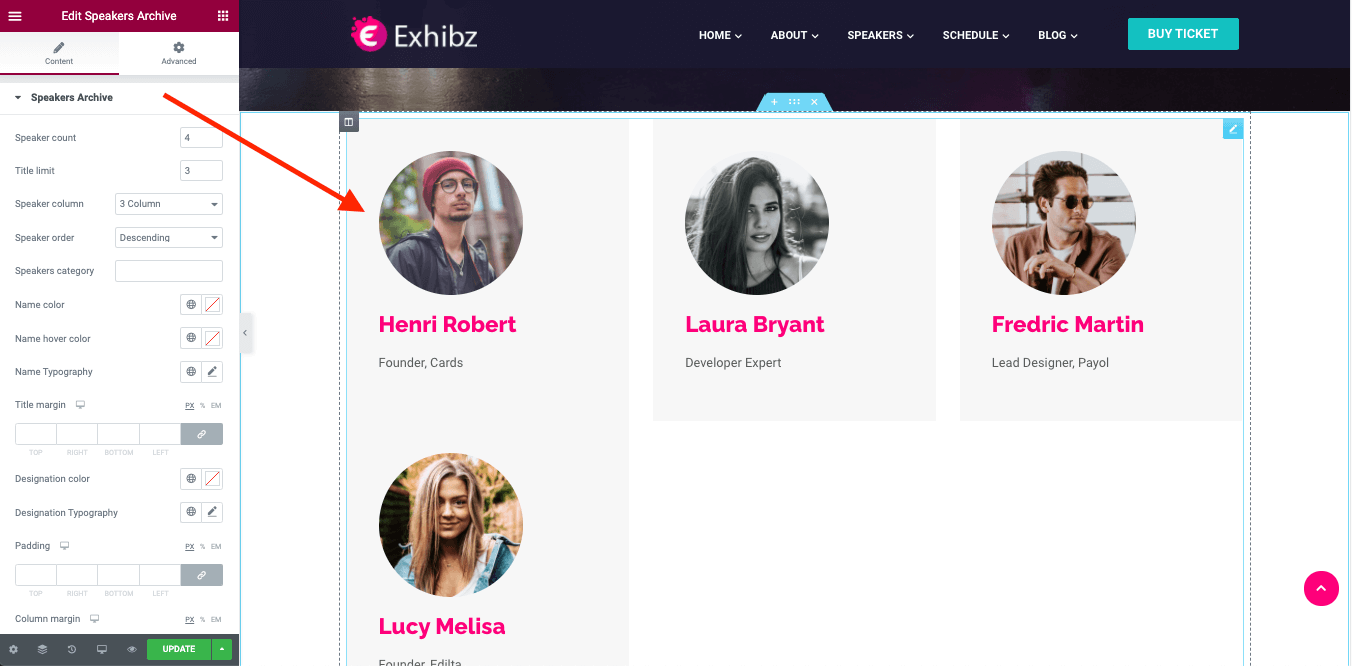 Edit Speakers Archive
Content
Advanced
Speakers Archive
Speaker count
4
Title limit
3
Speaker column
3 Column
Speaker order
Descending
Speakers category
Name color
Name hover color
Name Typography
Title margin
PX % EM
TOP RIGHT BOTTOM LEFT
Designation color
Designation Typography
Padding
PX % EM
TOP RIGHT BOTTOM LEFT
Column margin
PX % EM
UPDATE
Exhibz
HOME
ABOUT
SPEAKERS
SCHEDULE
BLOG
BUY TICKET
Henri Robert
Founder, Cards
Laura Bryant
Developer Expert
Fredric Martin
Lead Designer, Payol
Lucy Melisa
Founder, Edilta